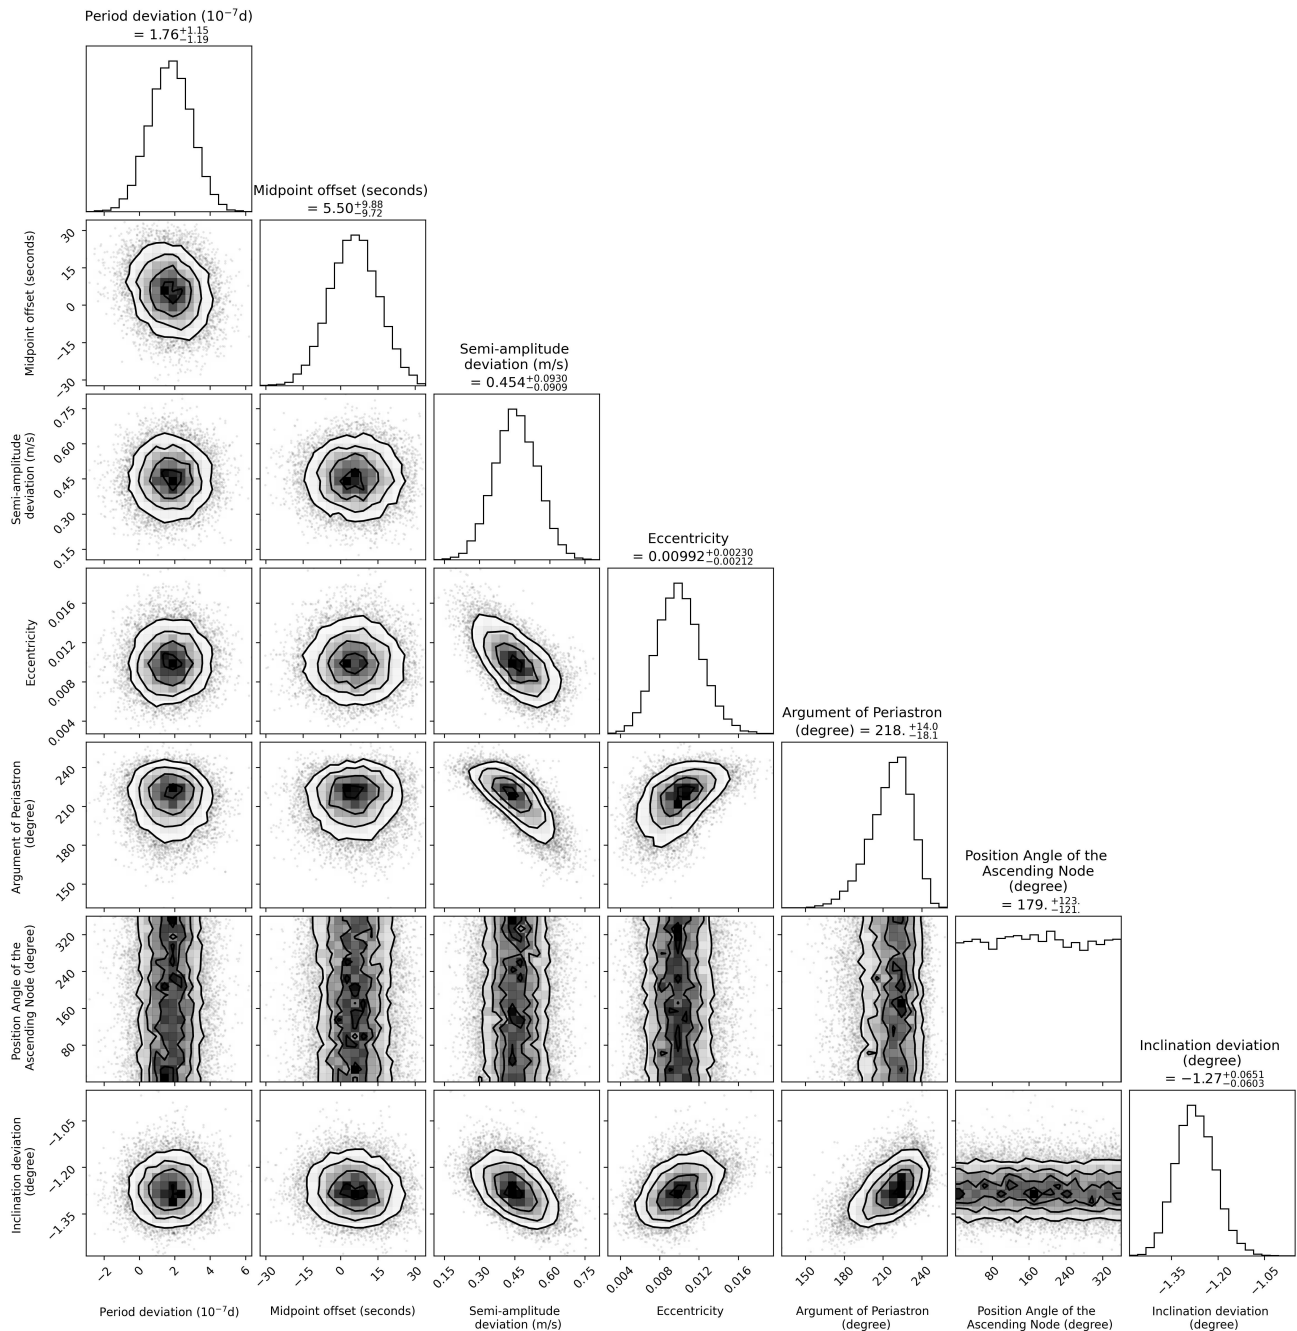 Period deviation (10⁻⁷d)
= 1.76+1.15
−1.19
Midpoint offset (seconds)
= 5.50+9.88
−9.72
30
15
0
−15
−30
Midpoint offset (seconds)
Semi-amplitude
deviation (m/s)
= 0.454+0.0930
−0.0909
0.75
0.60
0.45
0.30
0.15
Semi-amplitude
deviation (m/s)
Eccentricity
= 0.00992+0.00230
−0.00212
0.016
0.012
0.008
0.004
Eccentricity
Argument of Periastron
(degree) = 218.+14.0
−18.1
240
210
180
150
Argument of Periastron
(degree)
Position Angle of the
Ascending Node
(degree)
= 179.+123.
−121.
320
240
160
80
Position Angle of the
Ascending Node (degree)
Inclination deviation
(degree)
= −1.27+0.0651
−0.0603
−1.05
−1.20
−1.35
Inclination deviation
(degree)
−2 0 2 4 6
−30 −15 0 15 30
0.15 0.30 0.45 0.60 0.75
0.004 0.008 0.012 0.016
150 180 210 240
80 160 240 320
−1.35 −1.20 −1.05
Period deviation (10⁻⁷d)
Midpoint offset (seconds)
Semi-amplitude
deviation (m/s)
Eccentricity
Argument of Periastron
(degree)
Position Angle of the
Ascending Node (degree)
Inclination deviation
(degree)